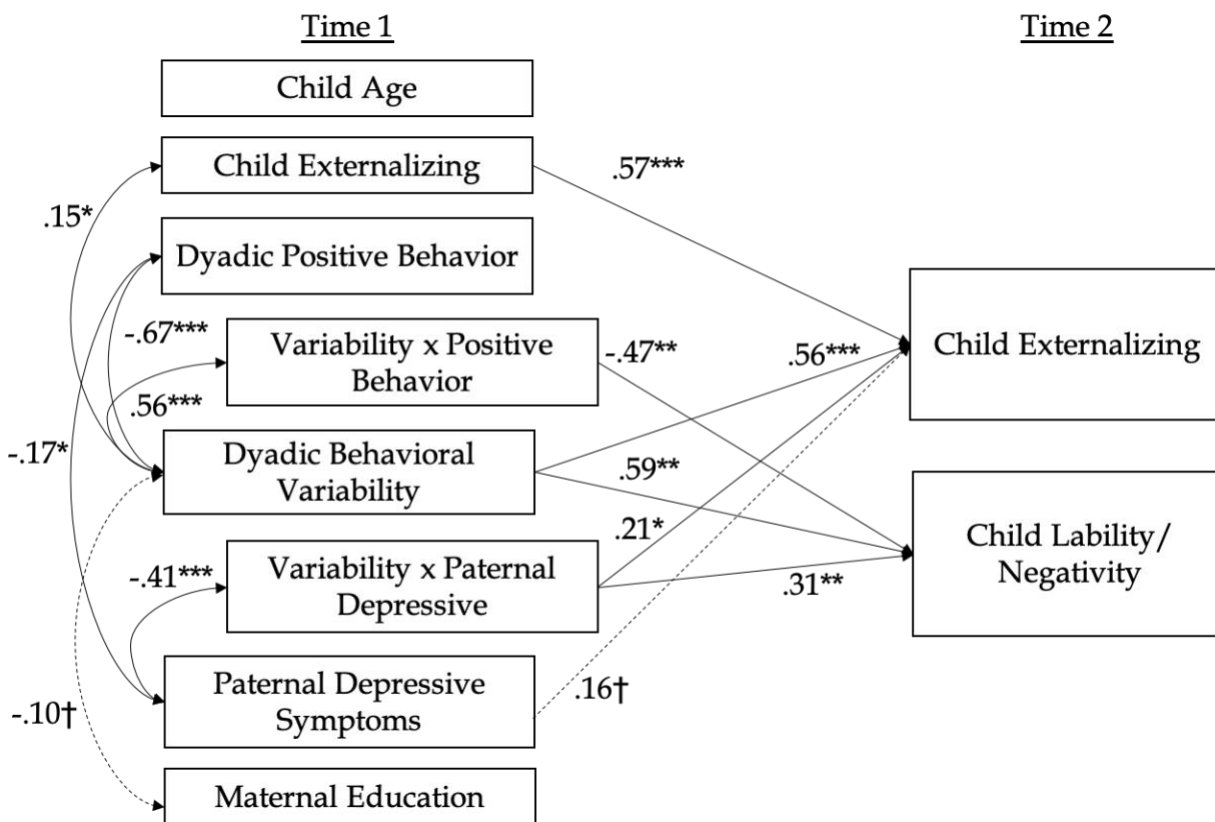 Time 1
Time 2
Child Age
Child Externalizing
.57***
.15*
Dyadic Positive Behavior
-.67***
Variability x Positive
Behavior
-.47**
.56***
Child Externalizing
.56***
-.17*
Dyadic Behavioral
Variability
.59**
.21*
Child Lability/
Negativity
-.41***
Variability x Paternal
Depressive
.31**
Paternal Depressive
Symptoms
.16†
-.10†
Maternal Education